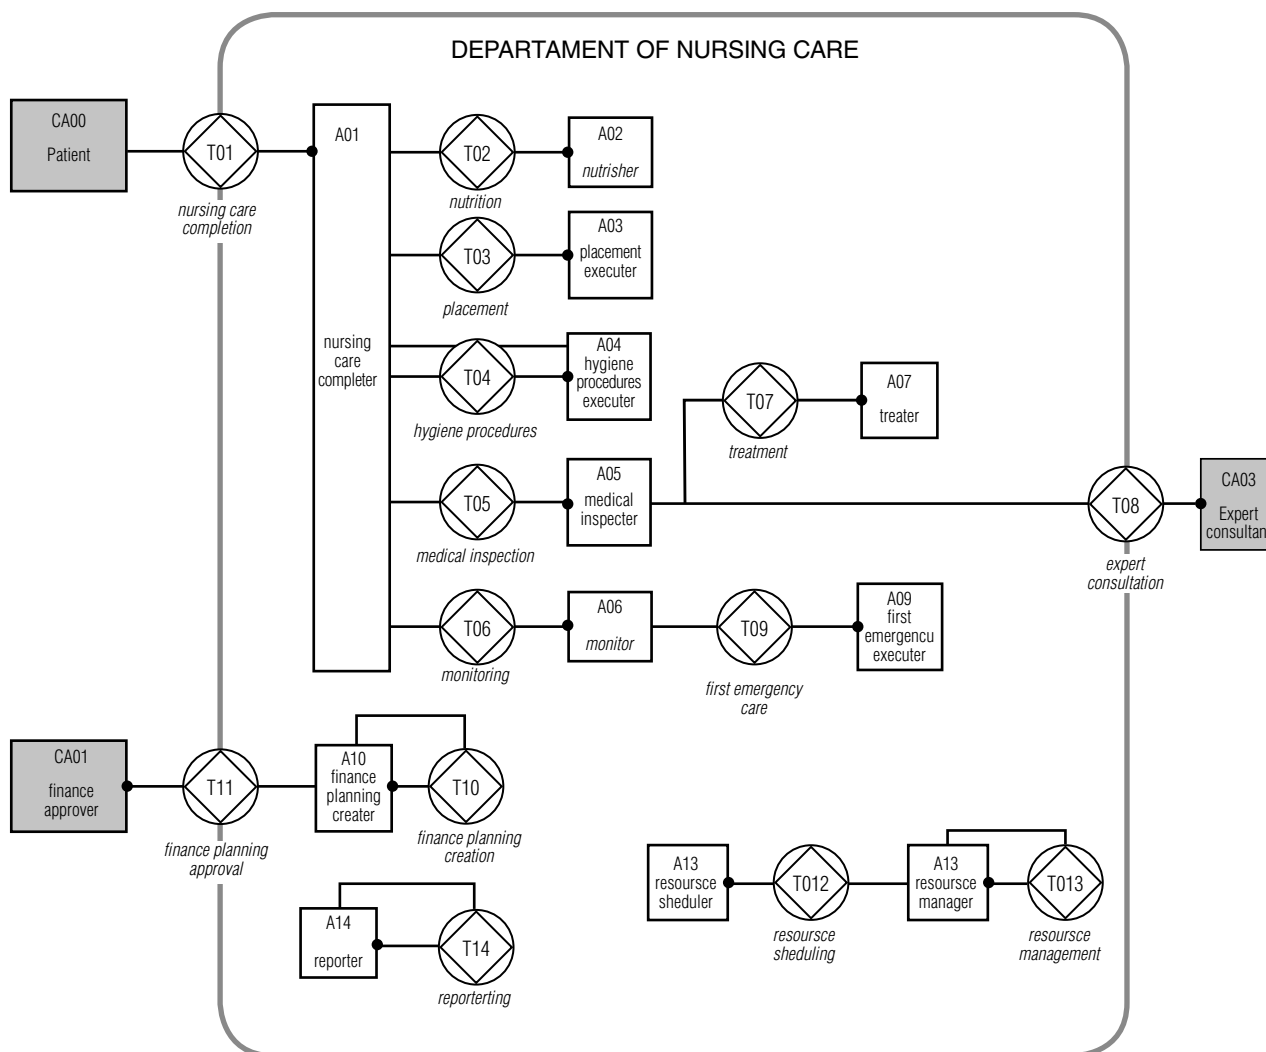 DEPARTAMENT OF NURSING CARE
CA00
Patient
T01
nursing care
completion
A01
nursing
care
completer
T02
nutrition
A02
nutrisher
T03
placement
A03
placement
executer
T04
hygiene procedures
A04
hygiene
procedures
executer
T05
medical inspection
A05
medical
inspecter
T07
treatment
A07
treater
T08
expert
consultation
CA03
Expert
consultan
T06
monitoring
A06
monitor
T09
first emergency
care
A09
first
emergencu
executer
CA01
finance
approver
T11
finance planning
approval
A10
finance
planning
creater
T10
finance planning
creation
A14
reporter
T14
reporterting
A13
resoursce
sheduler
T012
resoursce
sheduling
A13
resoursce
manager
T013
resoursce
management